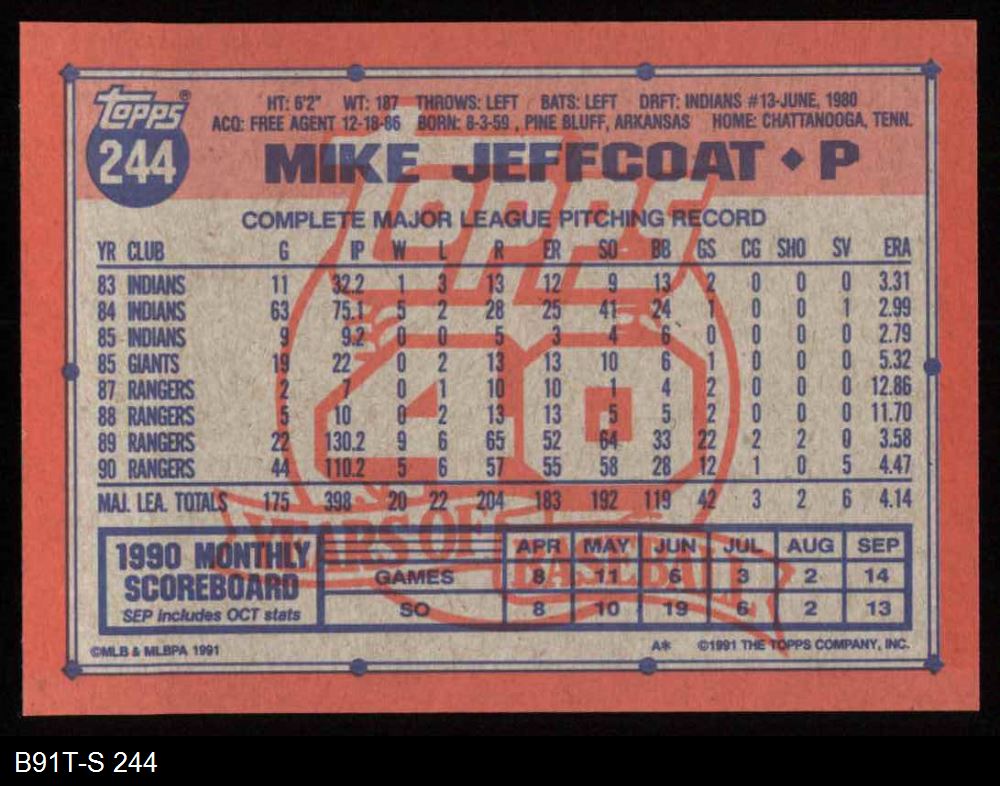 TOPPS®
244
HT: 6'2" WT: 187 THROWS: LEFT BATS: LEFT DRFT: INDIANS #13-JUNE, 1980
ACQ: FREE AGENT 12-18-86 BORN: 8-3-59, PINE BLUFF, ARKANSAS HOME: CHATTANOOGA, TENN.
MIKE JEFFCOAT ◆ P
COMPLETE MAJOR LEAGUE PITCHING RECORD
YR CLUB G IP W L R ER SO BB GS CG SHO SV ERA
83 INDIANS 11 32.2 1 3 13 12 9 13 2 0 0 0 3.31
84 INDIANS 63 75.1 5 2 28 25 41 24 1 0 0 1 2.99
85 INDIANS 9 9.2 0 0 5 3 4 6 0 0 0 0 2.79
85 GIANTS 19 22 0 2 13 13 10 6 1 0 0 0 5.32
87 RANGERS 2 7 0 1 10 10 1 4 2 0 0 0 12.86
88 RANGERS 5 10 0 2 13 13 5 5 2 0 0 0 11.70
89 RANGERS 22 130.2 9 6 65 52 64 33 22 2 2 0 3.58
90 RANGERS 44 110.2 5 6 57 55 58 28 12 1 0 5 4.47
MAJ. LEA. TOTALS 175 398 20 22 204 183 192 119 42 3 2 6 4.14
TOPPS
40
YEARS OF BASEBALL
1990 MONTHLY SCOREBOARD APR MAY JUN JUL AUG SEP
GAMES 8 11 6 3 2 14
SEP includes OCT stats SO 8 10 19 6 2 13
©MLB & MLBPA 1991 A* ©1991 THE TOPPS COMPANY, INC.
B91T-S 244